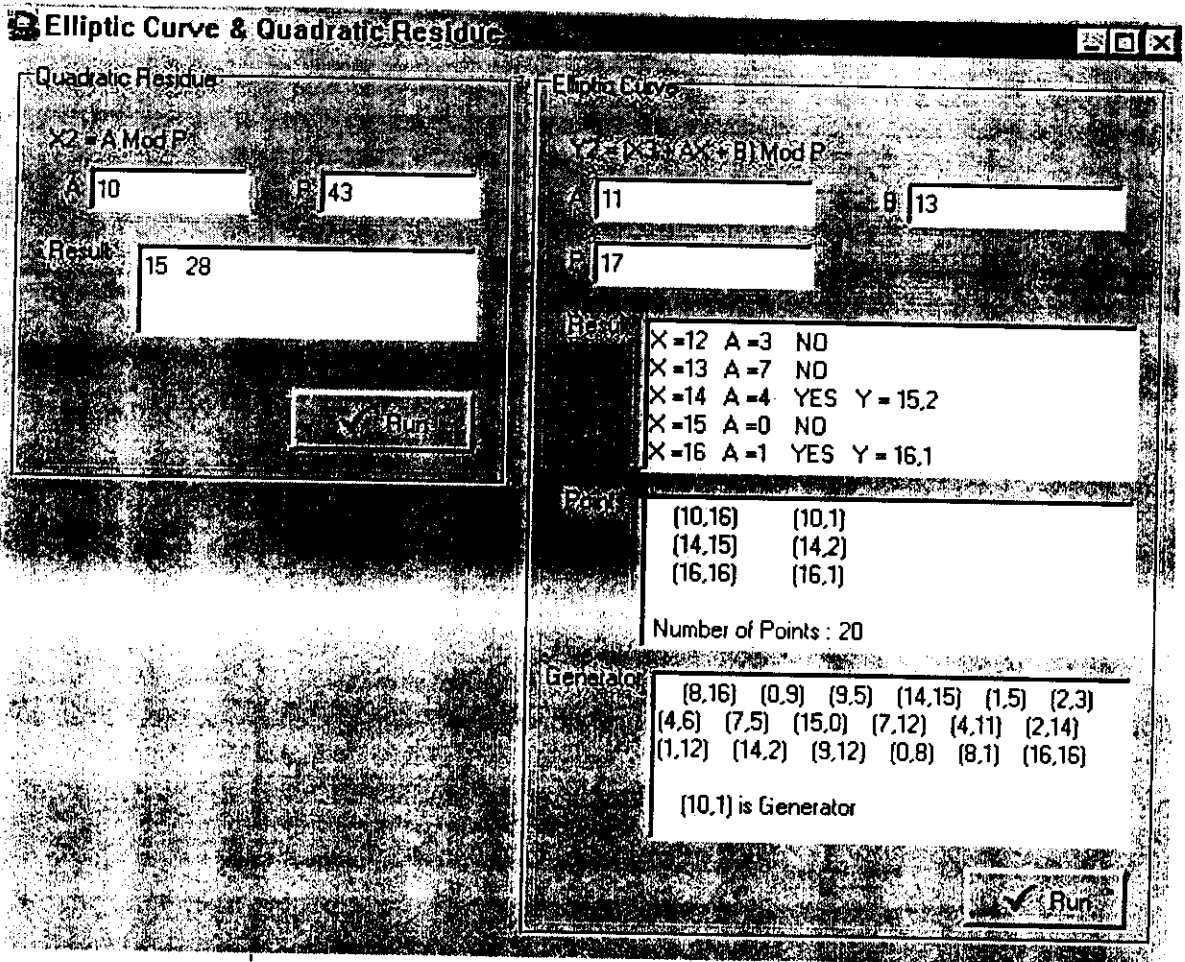 Elliptic Curve & Quadratic Residue
Quadratic Residue
X2 = A Mod P
A 10 P 43
Result 15 28
Run
Elliptic Curve
Y2 = (X3 AX + B) Mod P
A 11 B 13
P 17
Result
X =12 A =3 NO
X =13 A =7 NO
X =14 A =4 YES Y = 15,2
X =15 A =0 NO
X =16 A =1 YES Y = 16,1
Point
(10,16) (10,1)
(14,15) (14,2)
(16,16) (16,1)
Number of Points : 20
Generator
(8,16) (0,9) (9,5) (14,15) (1,5) (2,3)
(4,6) (7,5) (15,0) (7,12) (4,11) (2,14)
(1,12) (14,2) (9,12) (0,8) (8,1) (16,16)
(10,1) is Generator
Run